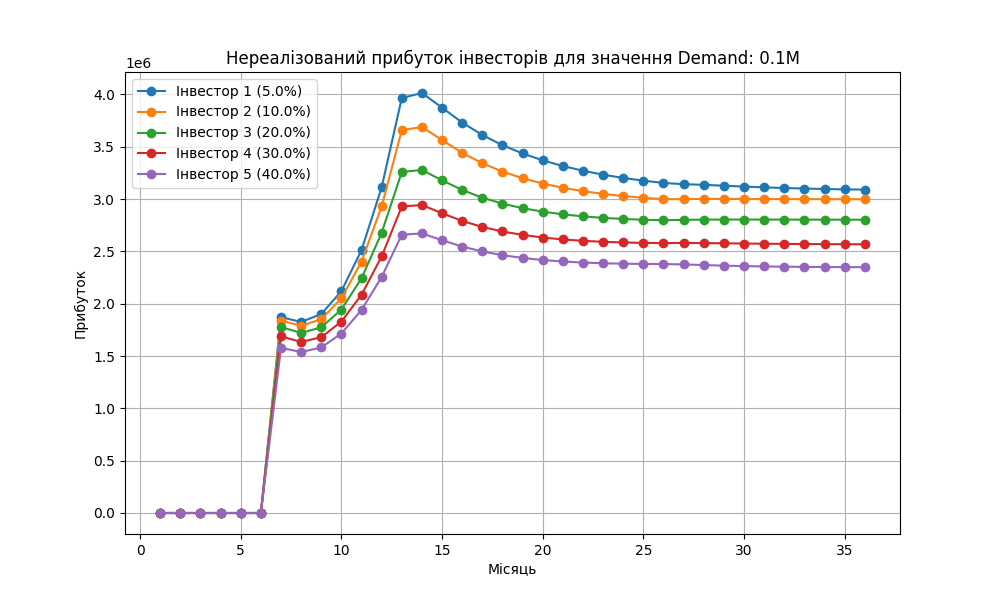 Нереалізований прибуток інвесторів для значення Demand: 0.1M
1e6
Інвестор 1 (5.0%)
Інвестор 2 (10.0%)
Інвестор 3 (20.0%)
Інвестор 4 (30.0%)
Інвестор 5 (40.0%)
4.0
3.5
3.0
2.5
2.0
1.5
1.0
0.5
0.0
Прибуток
0 5 10 15 20 25 30 35
Місяць